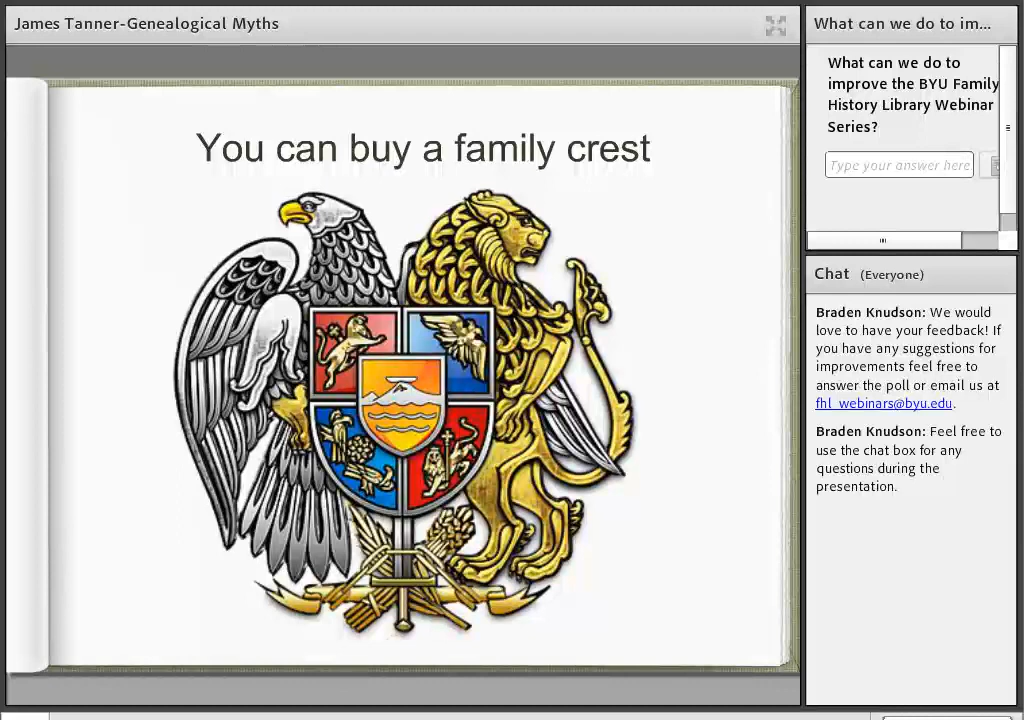 James Tanner-Genealogical Myths
You can buy a family crest
What can we do to im...
What can we do to
improve the BYU Family
History Library Webinar
Series?
Type your answer here
Chat (Everyone)
Braden Knudson: We would
love to have your feedback! If
you have any suggestions for
improvements feel free to
answer the poll or email us at
fhl_webinars@byu.edu.
Braden Knudson: Feel free to
use the chat box for any
questions during the
presentation.